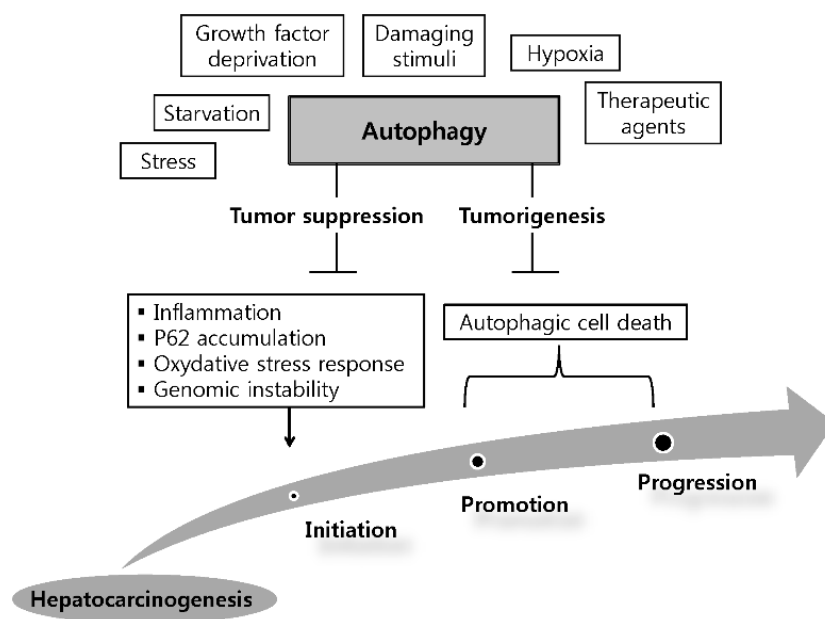 Growth factor
deprivation
Damaging
stimuli
Hypoxia
Starvation
Autophagy
Therapeutic
agents
Stress
Tumor suppression
Tumorigenesis
▪ Inflammation
▪ P62 accumulation
▪ Oxydative stress response
▪ Genomic instability
Autophagic cell death
Initiation
Promotion
Progression
Hepatocarcinogenesis